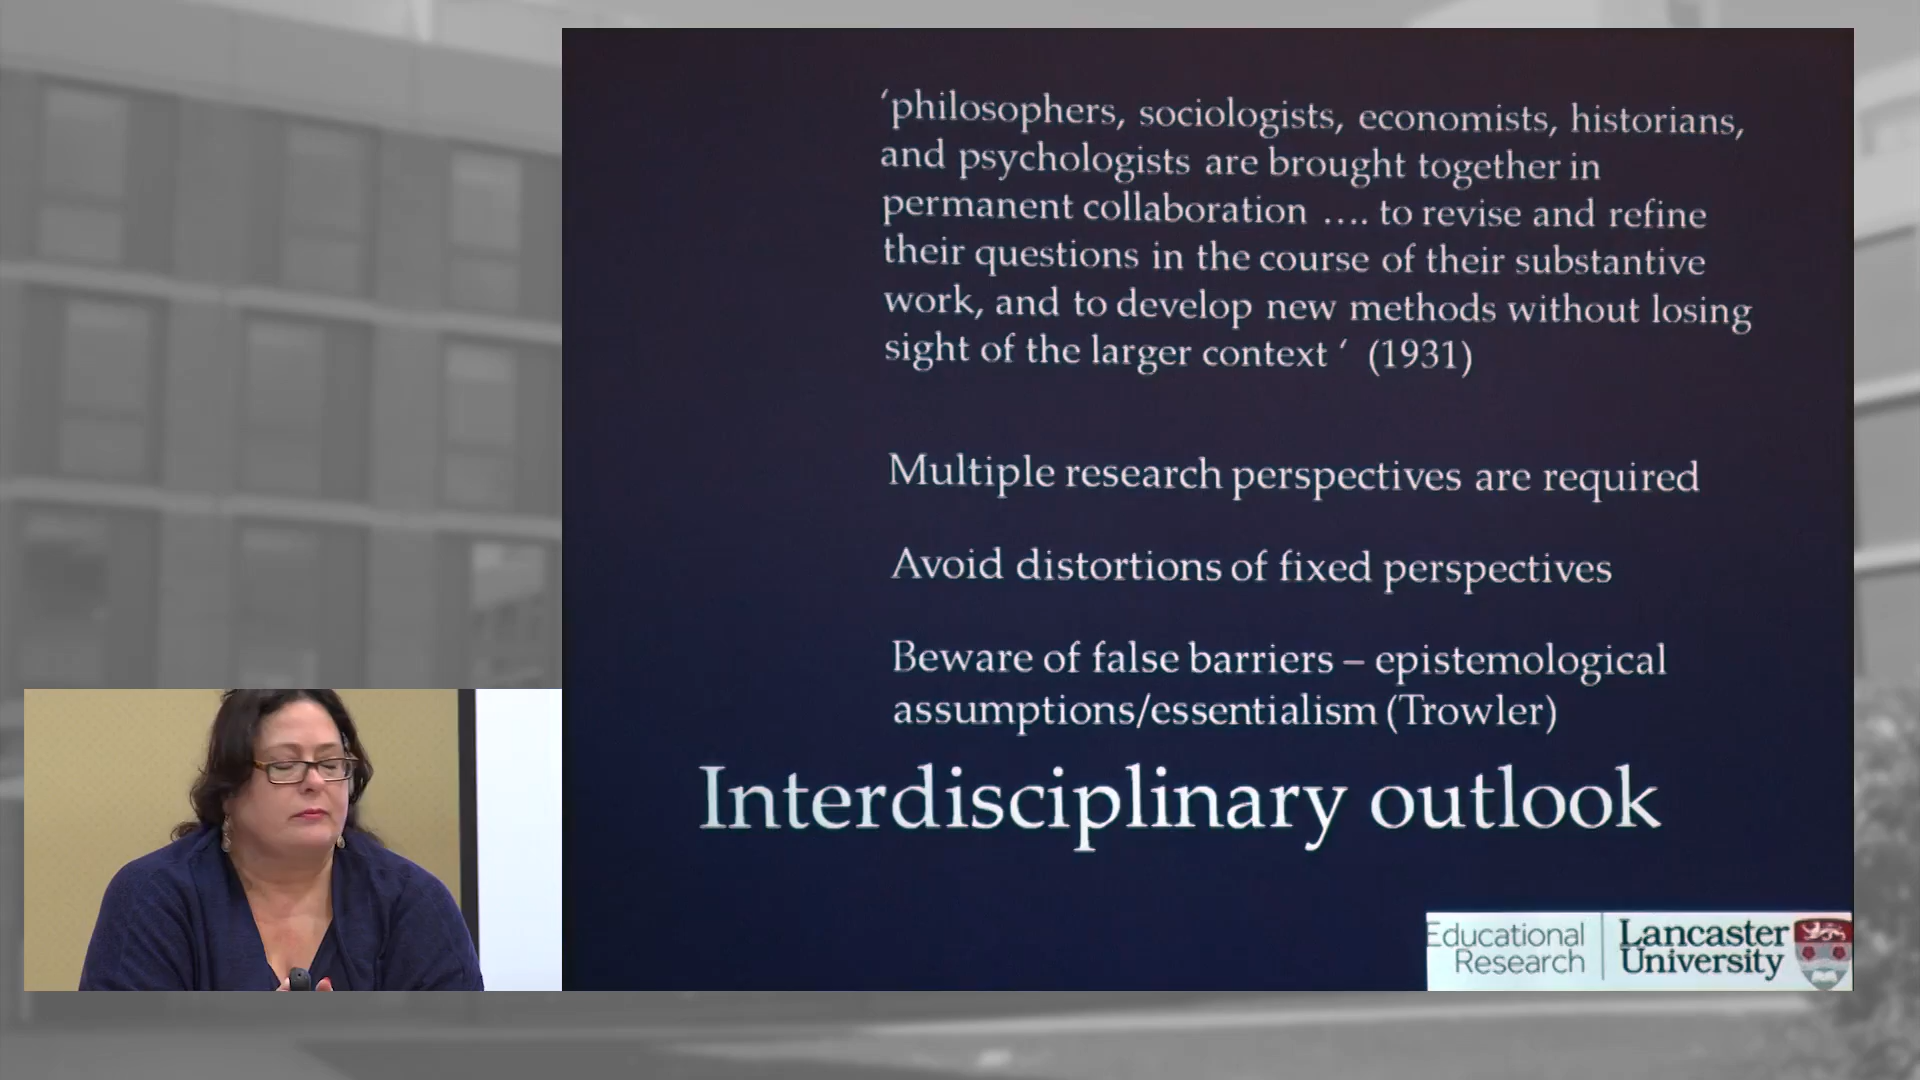 ‘philosophers, sociologists, economists, historians,
and psychologists are brought together in
permanent collaboration …. to revise and refine
their questions in the course of their substantive
work, and to develop new methods without losing
sight of the larger context ‘ (1931)
Multiple research perspectives are required
Avoid distortions of fixed perspectives
Beware of false barriers – epistemological
assumptions/essentialism (Trowler)
Interdisciplinary outlook
Educational
Research
Lancaster
University